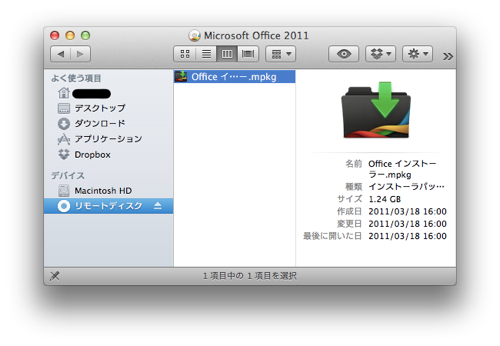 Microsoft Office 2011
よく使う項目
デスクトップ
ダウンロード
アプリケーション
Dropbox
デバイス
Macintosh HD
リモートディスク
Office イ…ー.mpkg
名前 Office インストー
ラー.mpkg
種類 インストーラパッ…
サイズ 1.24 GB
作成日 2011/03/18 16:00
変更日 2011/03/18 16:00
最後に開いた日 2011/03/18 16:00
1 項目中の 1 項目を選択